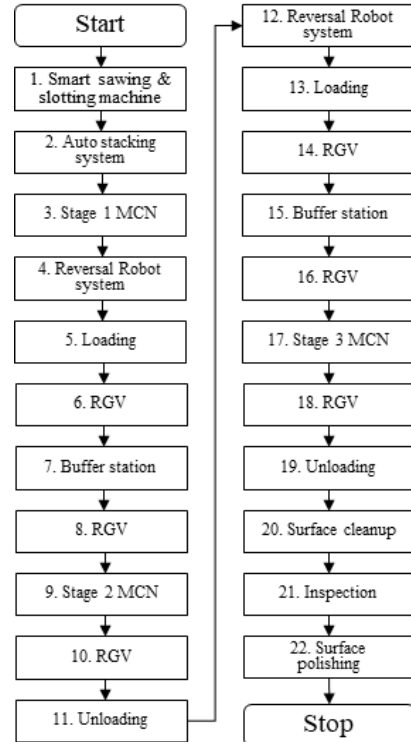 Start
1. Smart sawing &
slotting machine
2. Auto stacking
system
3. Stage 1 MCN
4. Reversal Robot
system
5. Loading
6. RGV
7. Buffer station
8. RGV
9. Stage 2 MCN
10. RGV
11. Unloading
12. Reversal Robot
system
13. Loading
14. RGV
15. Buffer station
16. RGV
17. Stage 3 MCN
18. RGV
19. Unloading
20. Surface cleanup
21. Inspection
22. Surface
polishing
Stop